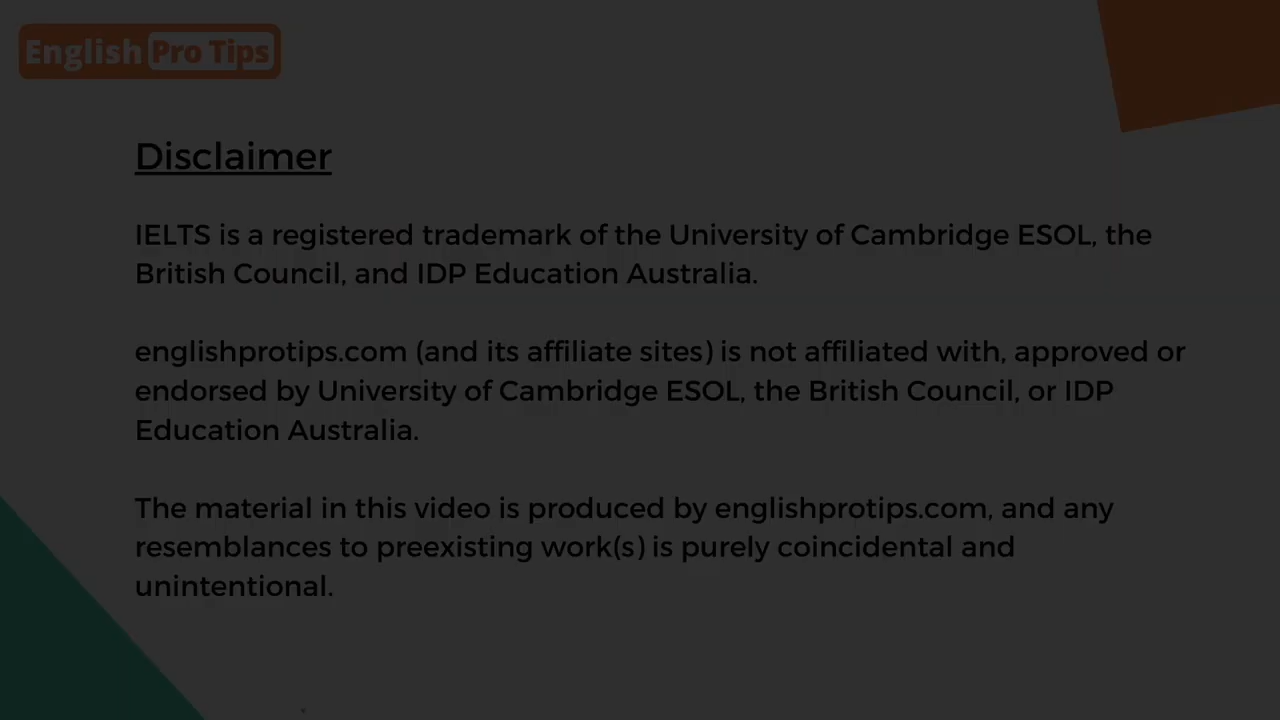 English Pro Tips
Disclaimer
IELTS is a registered trademark of the University of Cambridge ESOL, the
British Council, and IDP Education Australia.
englishprotips.com (and its affiliate sites) is not affiliated with, approved or
endorsed by University of Cambridge ESOL, the British Council, or IDP
Education Australia.
The material in this video is produced by englishprotips.com, and any
resemblances to preexisting work(s) is purely coincidental and
unintentional.